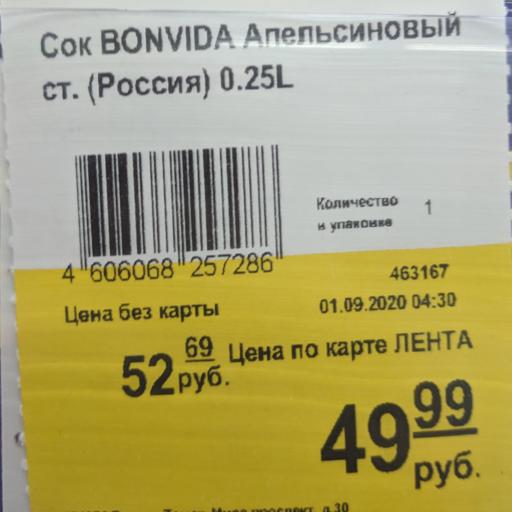 Сок BONVIDA Апельсиновый
ст. (Россия) 0.25L
Количество
в упаковке 1
4 606068 257286
463167
Цена без карты 01.09.2020 04:30
52 69 руб. Цена по карте ЛЕНТА
49 99 руб.
проспект, д.30